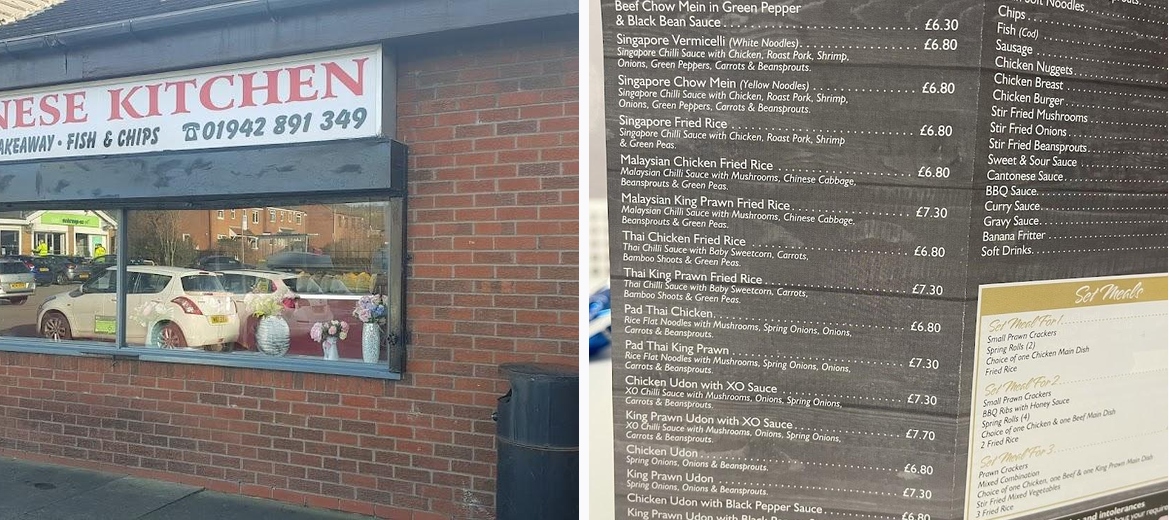 NESE KITCHEN
AKEAWAY · FISH & CHIPS ☎01942 891 349
Beef Chow Mein in Green Pepper
& Black Bean Sauce £6.30
Singapore Vermicelli (White Noodles) £6.80
Singapore Chilli Sauce with Chicken, Roast Pork, Shrimp,
Onions, Green Peppers, Carrots & Beansprouts.
Singapore Chow Mein (Yellow Noodles) £6.80
Singapore Chilli Sauce with Chicken, Roast Pork, Shrimp,
Onions, Green Peppers, Carrots & Beansprouts.
Singapore Fried Rice £6.80
Singapore Chilli Sauce with Chicken, Roast Pork, Shrimp
& Green Peas.
Malaysian Chicken Fried Rice £6.80
Malaysian Chilli Sauce with Mushrooms, Chinese Cabbage,
Beansprouts & Green Peas.
Malaysian King Prawn Fried Rice £7.30
Malaysian Chilli Sauce with Mushrooms, Chinese Cabbage,
Beansprouts & Green Peas.
Thai Chicken Fried Rice £6.80
Thai Chilli Sauce with Baby Sweetcorn, Carrots,
Bamboo Shoots & Green Peas.
Thai King Prawn Fried Rice £7.30
Thai Chilli Sauce with Baby Sweetcorn, Carrots,
Bamboo Shoots & Green Peas.
Pad Thai Chicken £6.80
Rice Flat Noodles with Mushrooms, Spring Onions, Onions,
Carrots & Beansprouts.
Pad Thai King Prawn £7.30
Rice Flat Noodles with Mushrooms, Spring Onions, Onions,
Carrots & Beansprouts.
Chicken Udon with XO Sauce £7.30
XO Chilli Sauce with Mushrooms, Onions, Spring Onions,
Carrots & Beansprouts.
King Prawn Udon with XO Sauce £7.70
XO Chilli Sauce with Mushrooms, Onions, Spring Onions,
Carrots & Beansprouts.
Chicken Udon £6.80
Spring Onions, Onions & Beansprouts.
King Prawn Udon £7.30
Spring Onions, Onions & Beansprouts.
Chicken Udon with Black Pepper Sauce £6.80
King Prawn Udon with
Noodles
Chips
Fish (Cod)
Sausage
Chicken Nuggets
Chicken Breast
Chicken Burger
Stir Fried Mushrooms
Stir Fried Onions
Stir Fried Beansprouts
Sweet & Sour Sauce
Cantonese Sauce
BBQ Sauce
Curry Sauce
Gravy Sauce
Banana Fritter
Soft Drinks
Set Meals
Set Meal For 1
Small Prawn Crackers
Spring Rolls (2)
Choice of one Chicken Main Dish
Fried Rice
Set Meal For 2
Small Prawn Crackers
BBQ Ribs with Honey Sauce
Spring Rolls (4)
Choice of one Chicken & one Beef Main Dish
2 Fried Rice
Set Meal For 3
Prawn Crackers
Mixed Combination
Choice of one Chicken, one Beef & one King Prawn Main Dish
Stir Fried Mixed Vegetables
3 Fried Rice
and intolerances